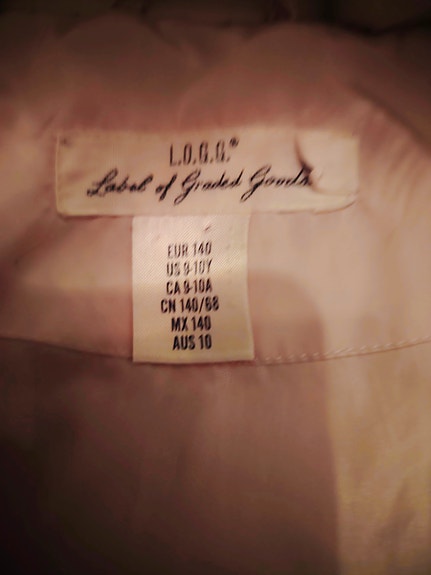 L.O.G.G.®
Label of Graded Goods
EUR 140
US 9-10Y
CA 9-10A
CN 140/68
MX 140
AUS 10